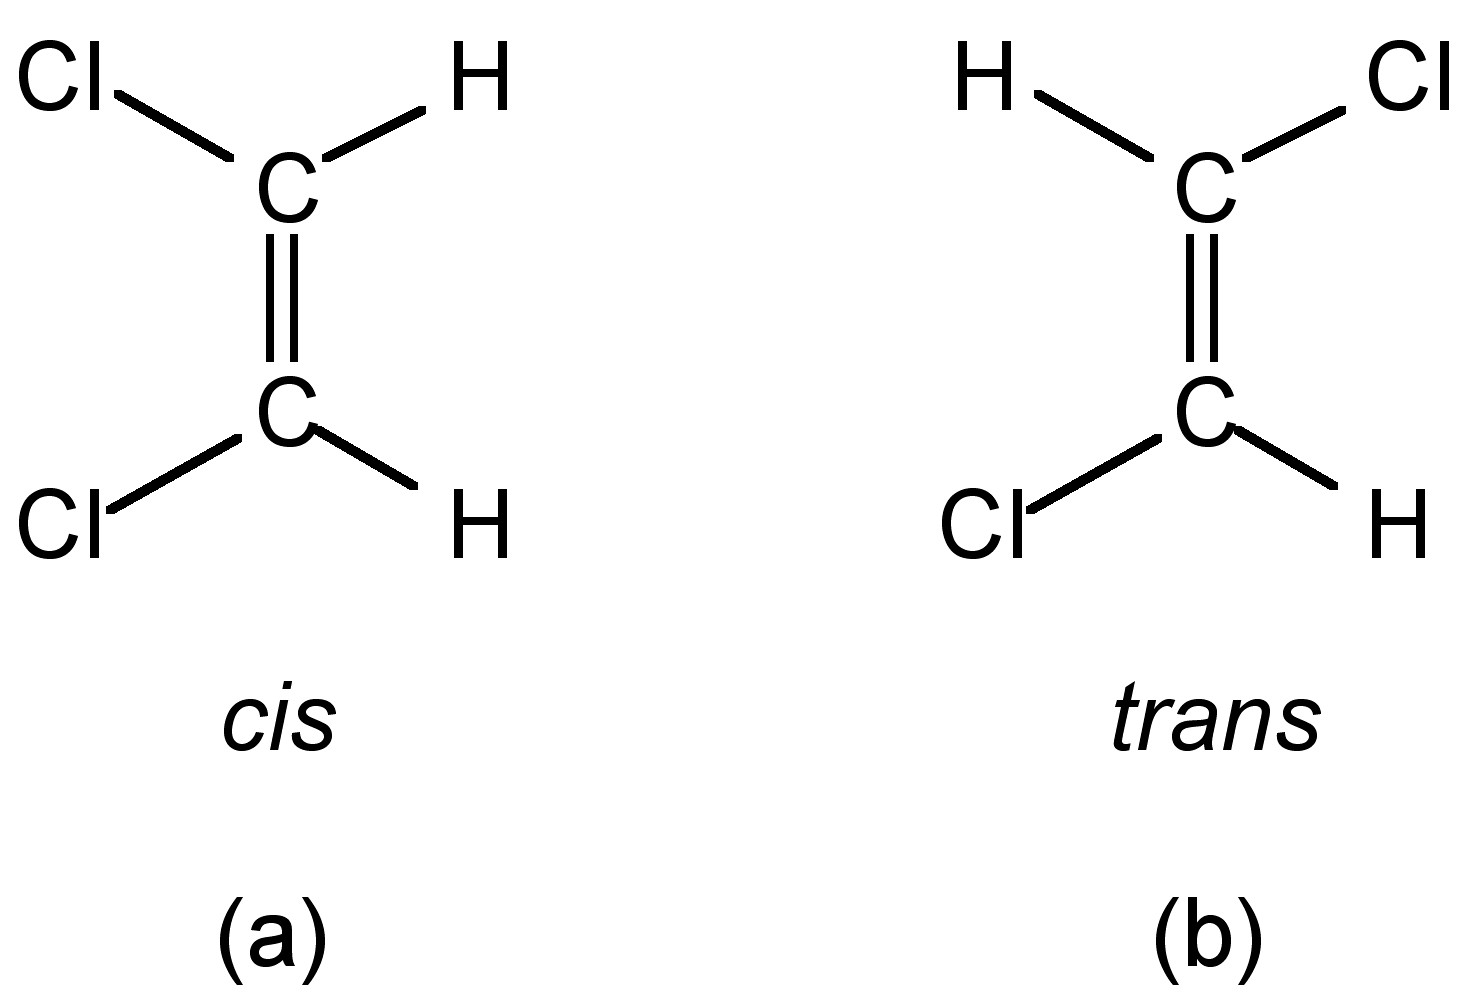 Cl H H Cl
C C
C C
Cl H Cl H
cis trans
(a) (b)